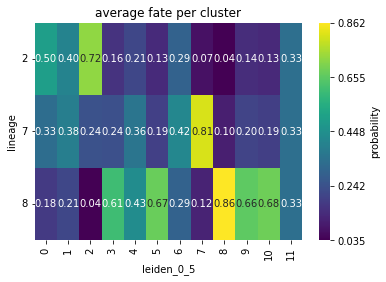 average fate per cluster
2 0.50 0.40 0.72 0.16 0.21 0.13 0.29 0.07 0.04 0.14 0.13 0.33
7 0.33 0.38 0.24 0.24 0.36 0.19 0.42 0.81 0.10 0.20 0.19 0.33
8 0.18 0.21 0.04 0.61 0.43 0.67 0.29 0.12 0.86 0.66 0.68 0.33
0 1 2 3 4 5 6 7 8 9 10 11
leiden_0_5
lineage
0.862
0.655
0.448
0.242
0.035
probability